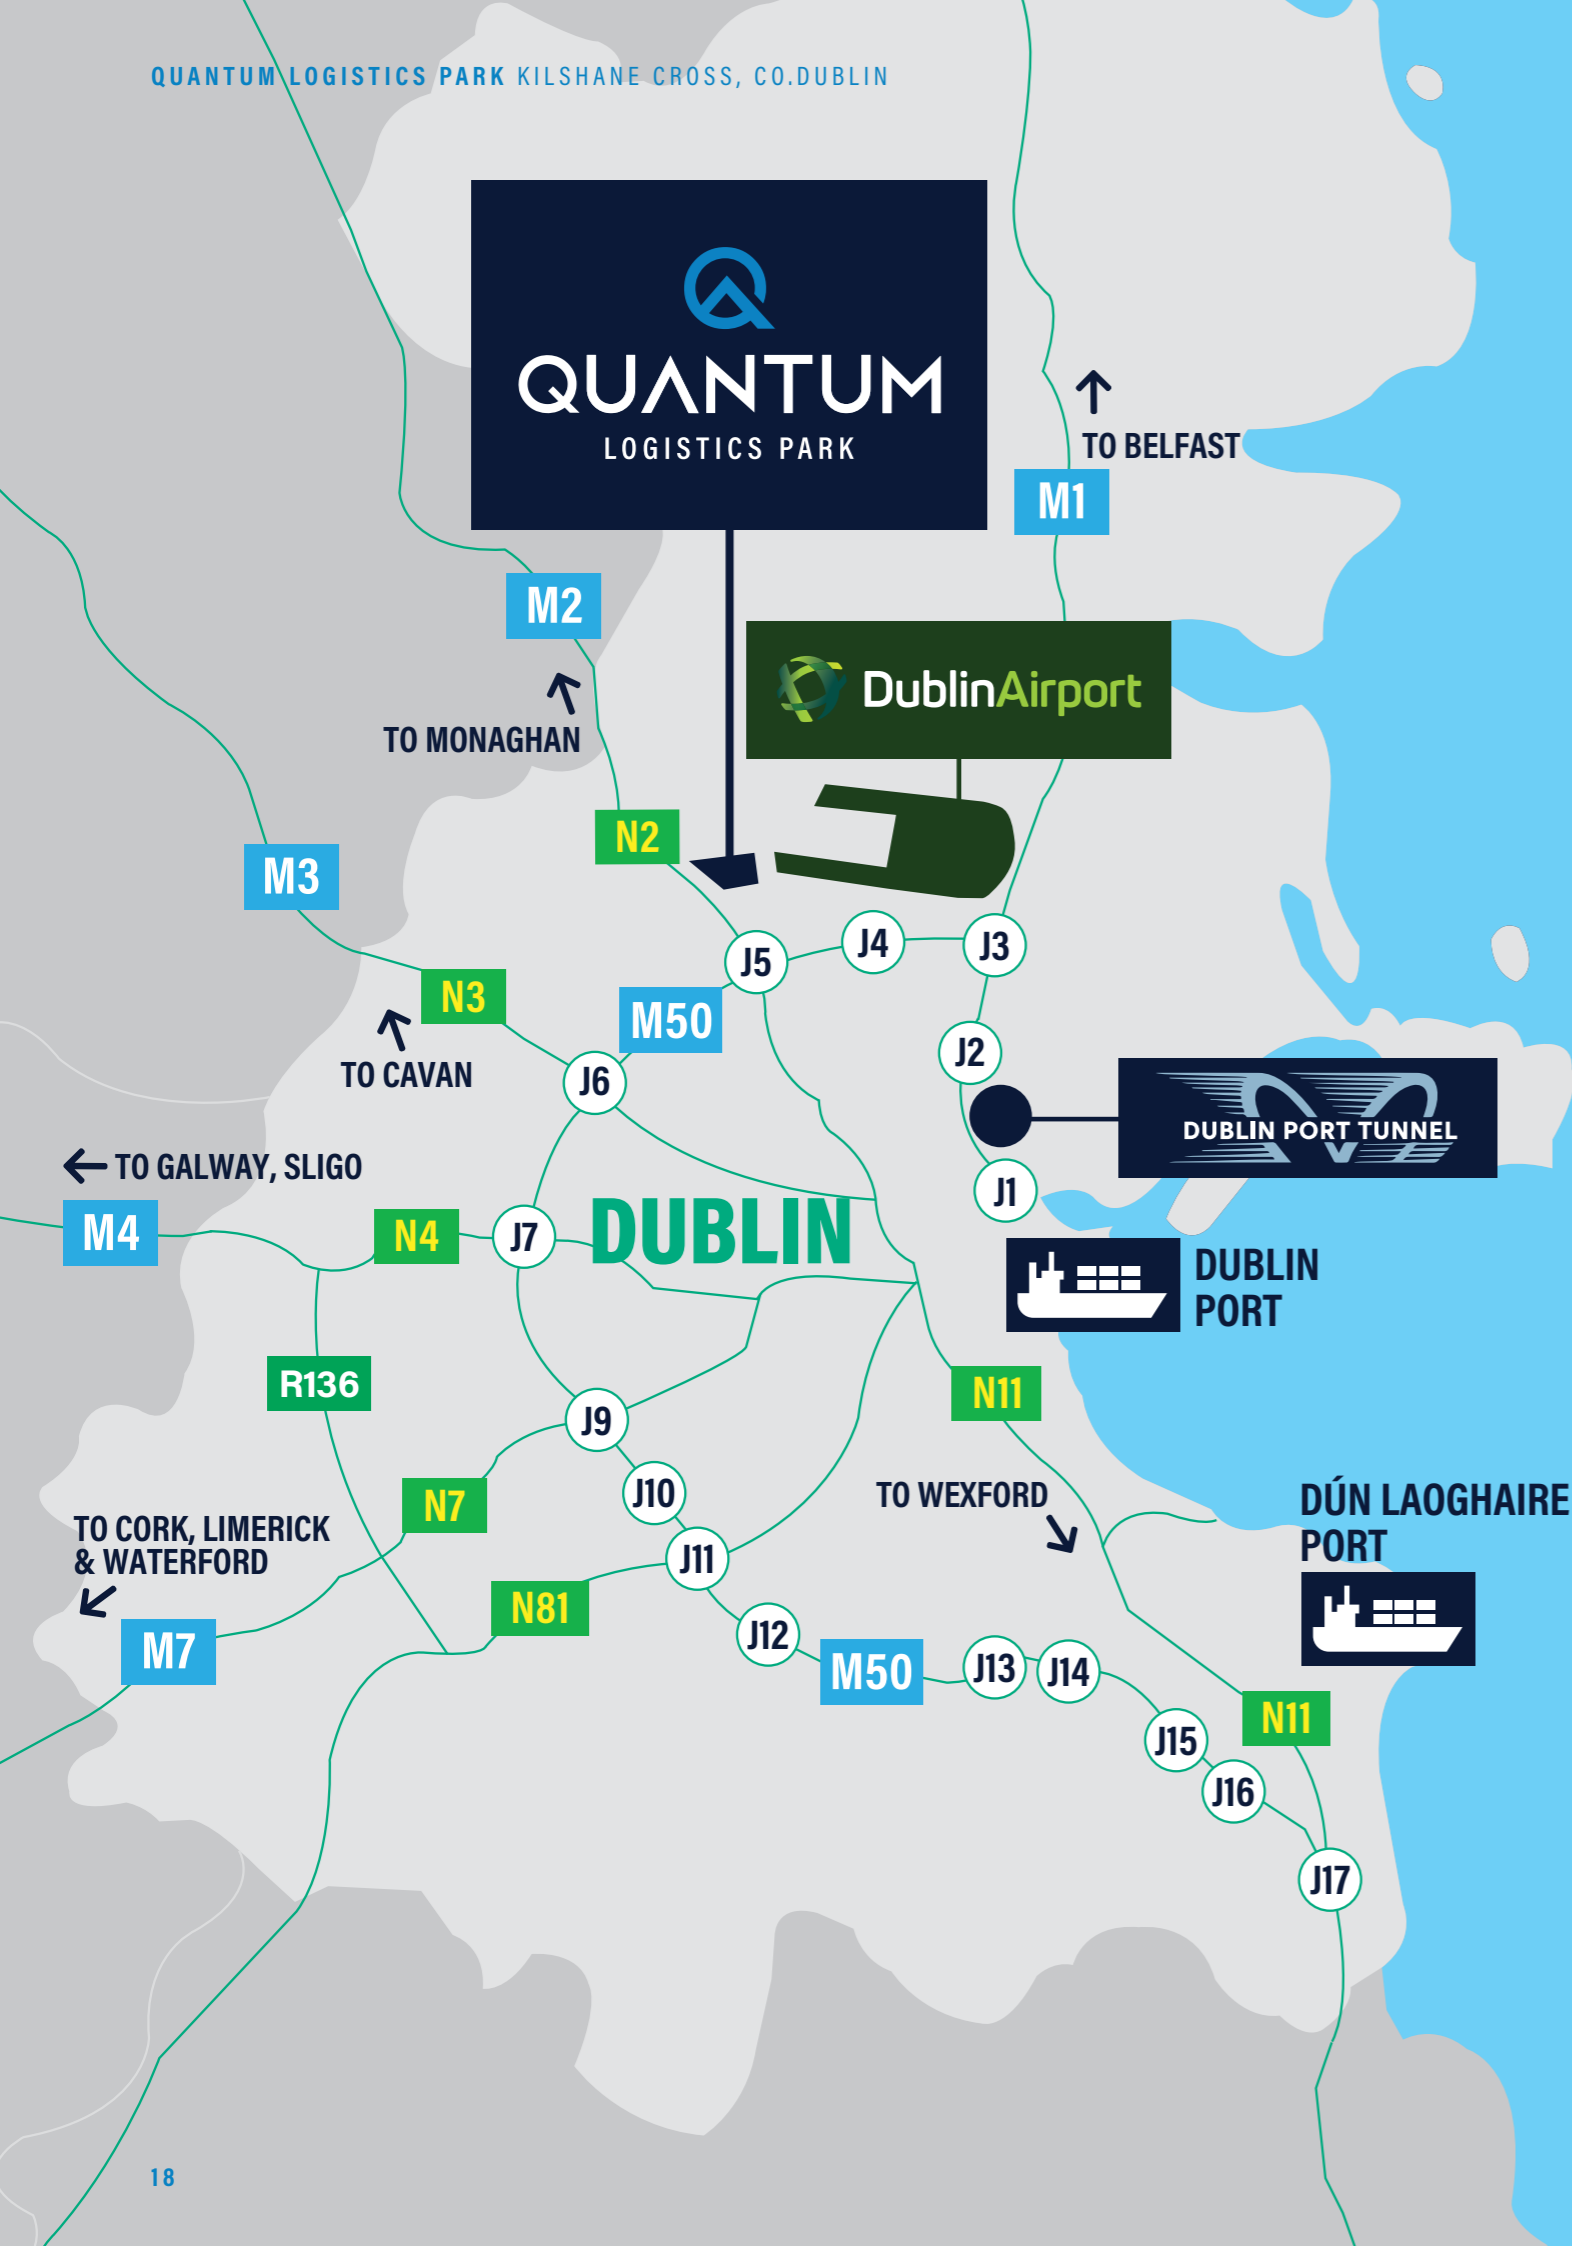 QUANTUM LOGISTICS PARK KILSHANE CROSS, CO.DUBLIN
QUANTUM
LOGISTICS PARK
TO BELFAST
M1
M2
DublinAirport
TO MONAGHAN
N2
M3
J5
J4
J3
N3
M50
J2
TO CAVAN
J6
DUBLIN PORT TUNNEL
TO GALWAY, SLIGO
J1
M4
N4
J7
DUBLIN
DUBLIN
PORT
R136
N11
J9
N7
J10
TO WEXFORD
DÚN LAOGHAIRE
PORT
TO CORK, LIMERICK
& WATERFORD
J11
N81
M7
J12
M50
J13
J14
N11
J15
J16
J17
18